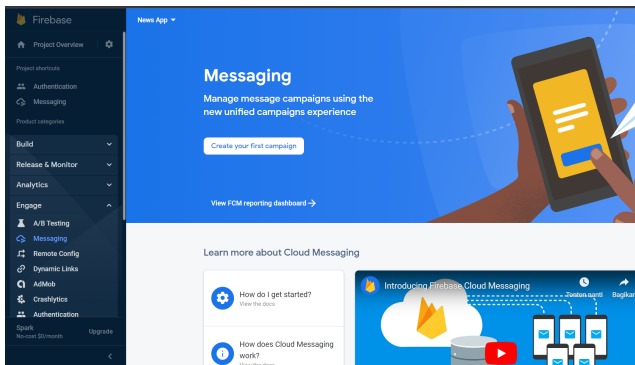 Firebase
News App
Project Overview
Project shortcuts
Authentication
Messaging
Product categories
Build
Release & Monitor
Analytics
Engage
A/B Testing
Messaging
Remote Config
Dynamic Links
AdMob
Crashlytics
Authentication
Spark
No-cost $0/month
Upgrade
Messaging
Manage message campaigns using the
new unified campaigns experience
Create your first campaign
View FCM reporting dashboard
Learn more about Cloud Messaging
How do I get started?
View the docs
How does Cloud Messaging
work?
View the docs
Introducing Firebase Cloud Messaging
Tonton nanti
Bagikan